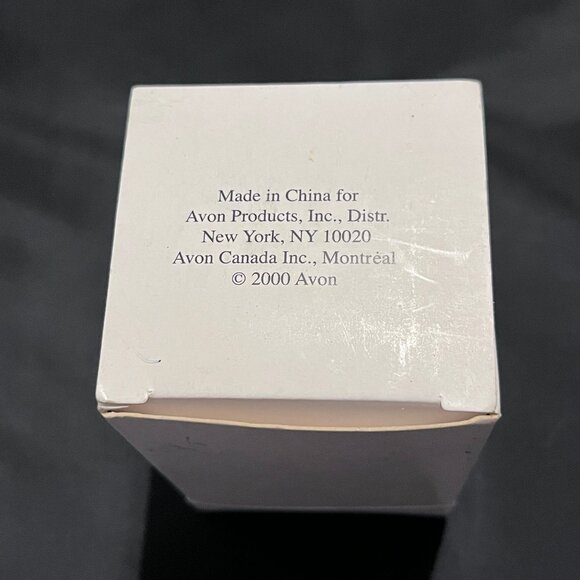 Made in China for
Avon Products, Inc., Distr.
New York, NY 10020
Avon Canada Inc., Montréal
© 2000 Avon